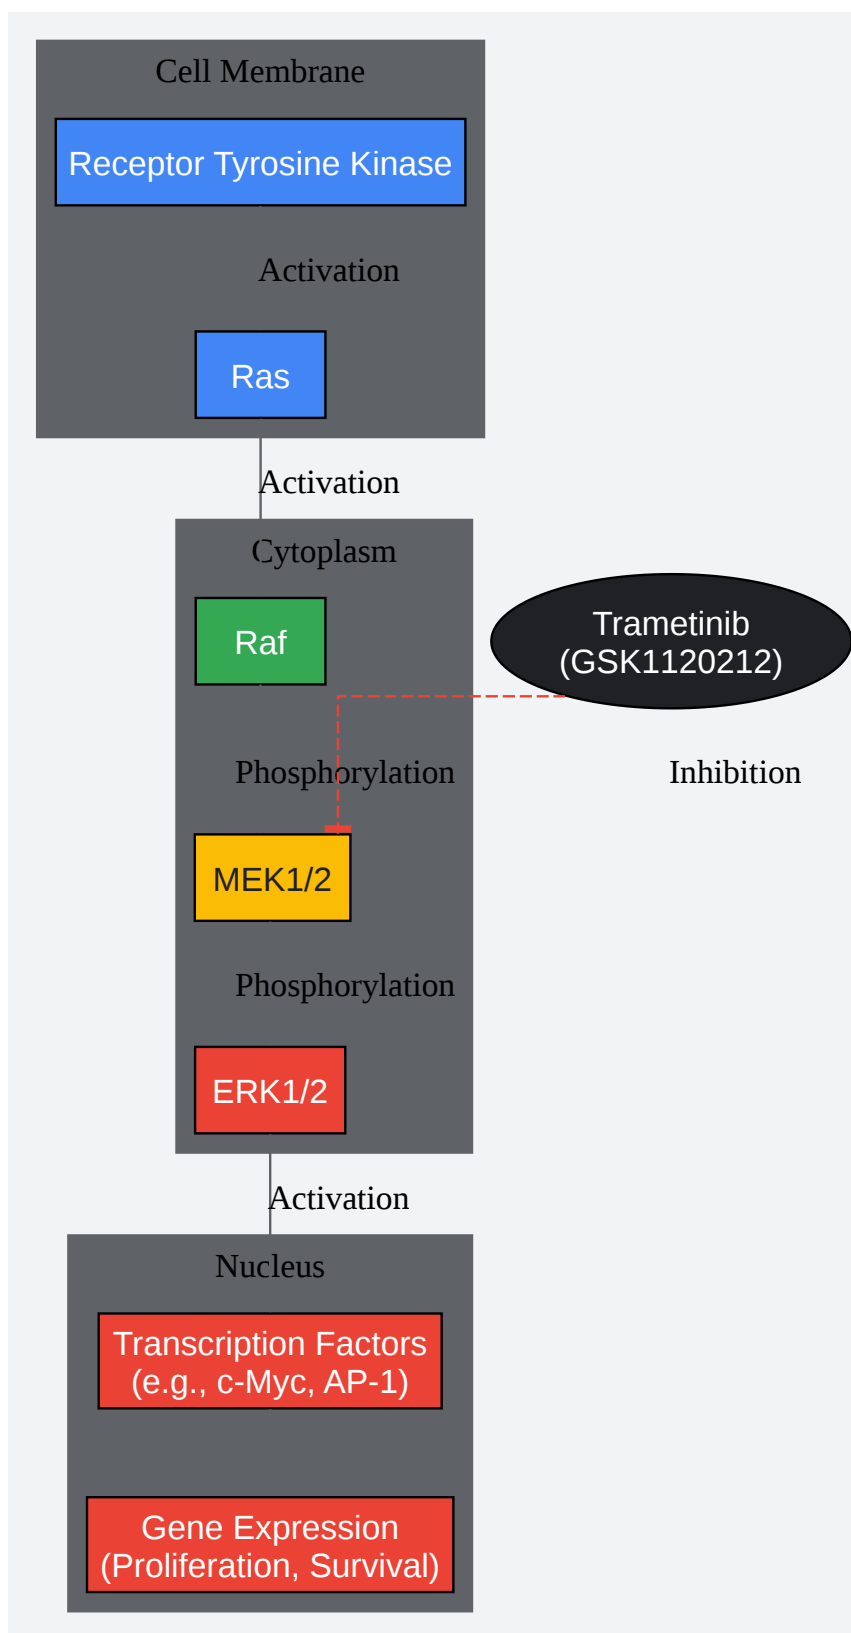 Cell Membrane
Receptor Tyrosine Kinase
Activation
Ras
Activation
Cytoplasm
Raf
Trametinib
(GSK1120212)
Phosphorylation
Inhibition
MEK1/2
Phosphorylation
ERK1/2
Activation
Nucleus
Transcription Factors
(e.g., c-Myc, AP-1)
Gene Expression
(Proliferation, Survival)